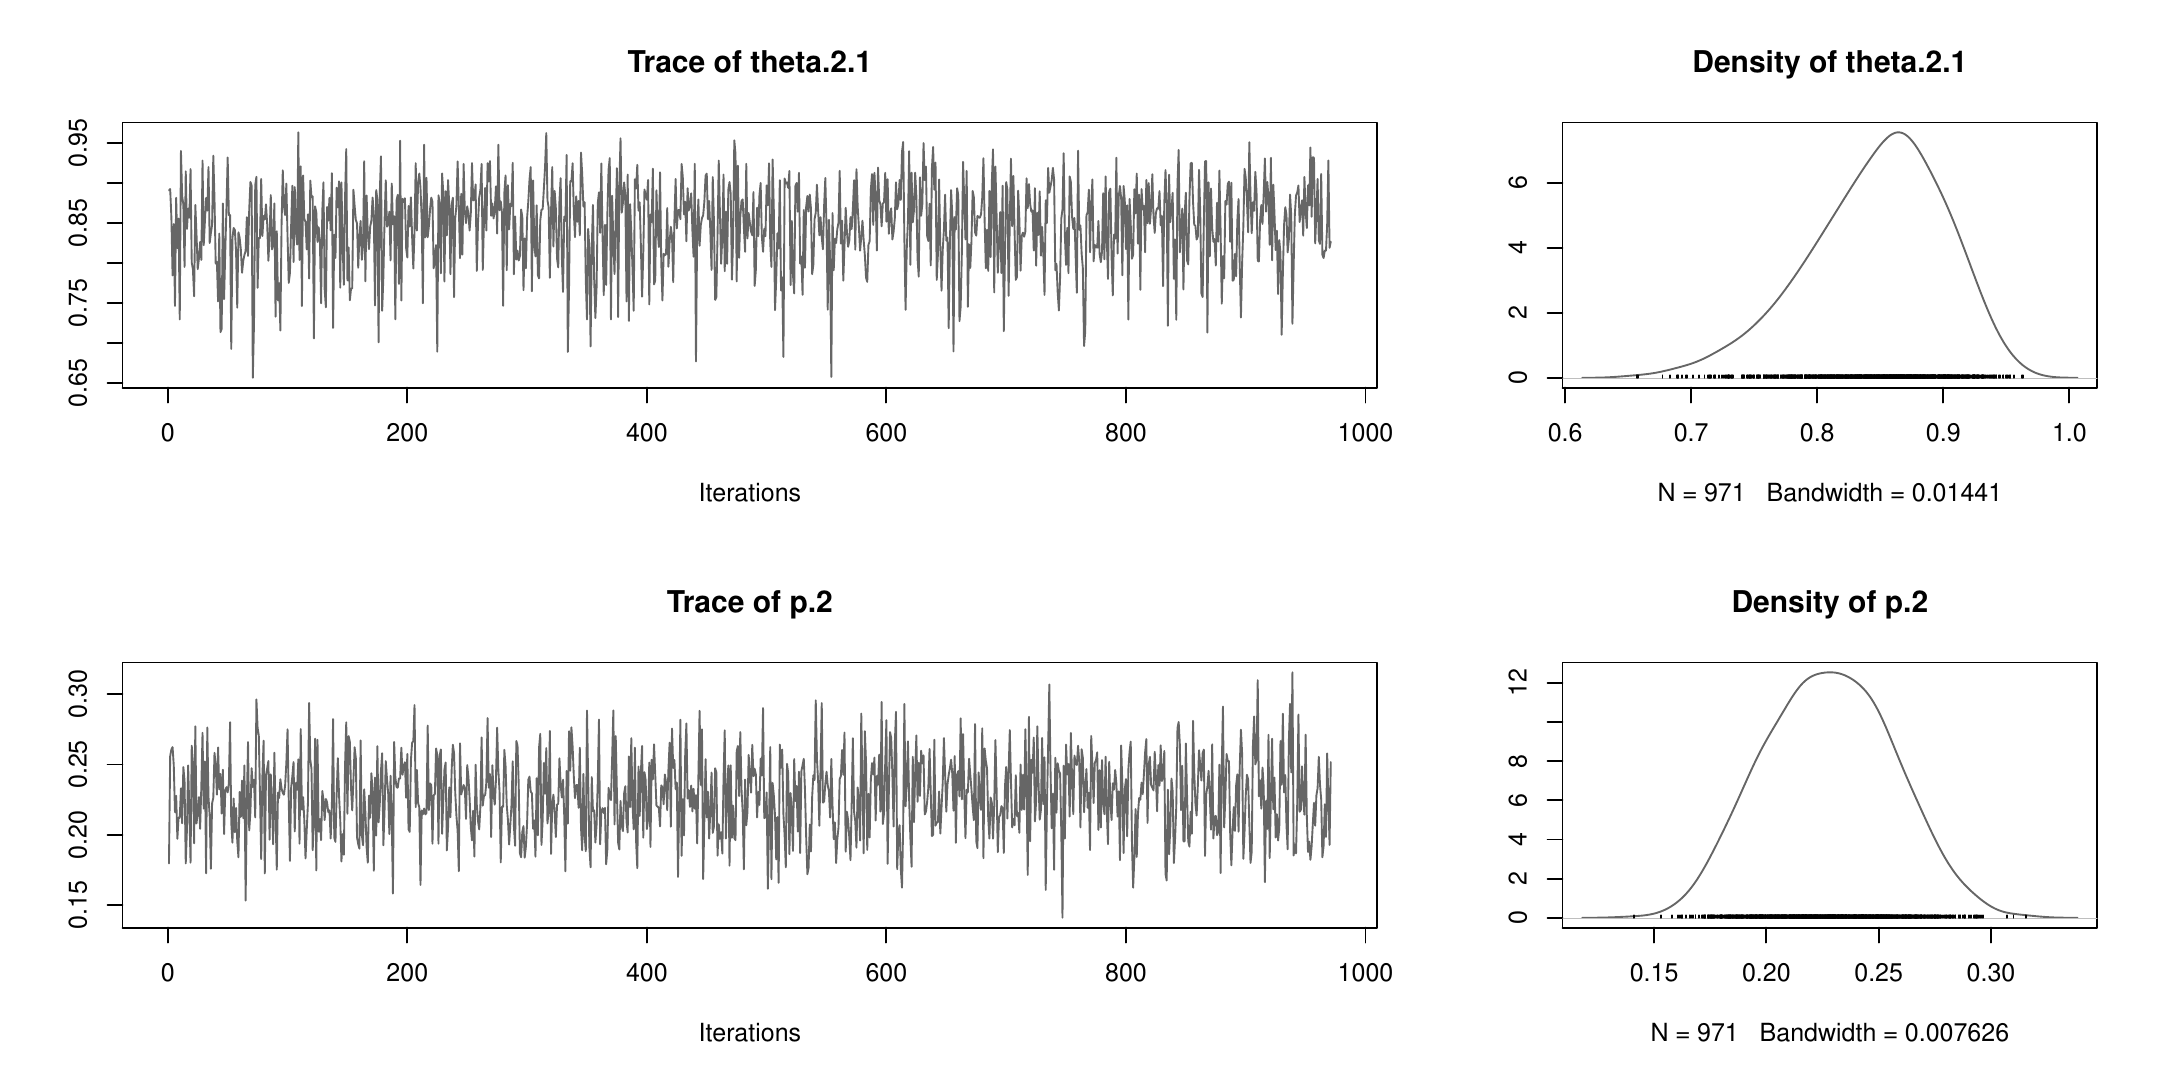 Trace of theta.2.1
0.65 0.75 0.85 0.95
0 200 400 600 800 1000
Iterations
Density of theta.2.1
0 2 4 6
0.6 0.7 0.8 0.9 1.0
N = 971 Bandwidth = 0.01441
Trace of p.2
0.15 0.20 0.25 0.30
0 200 400 600 800 1000
Iterations
Density of p.2
0 2 4 6 8 12
0.15 0.20 0.25 0.30
N = 971 Bandwidth = 0.007626